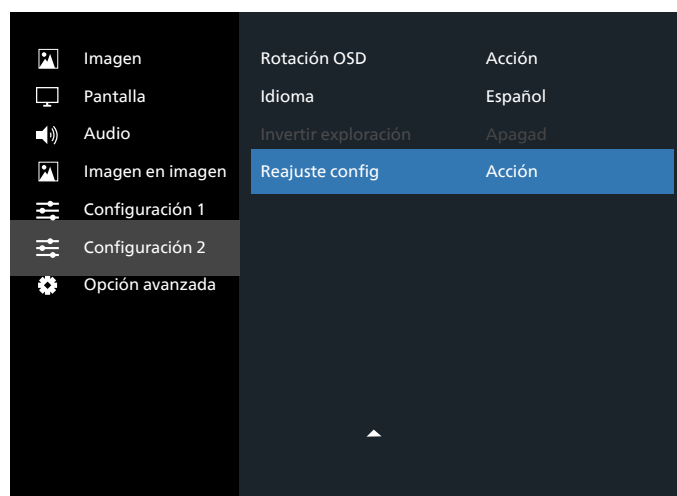 Imagen
Pantalla
Audio
Imagen en imagen
Configuración 1
Configuración 2
Opción avanzada
Rotación OSD Acción
Idioma Español
Invertir exploración Apagad
Reajuste config Acción